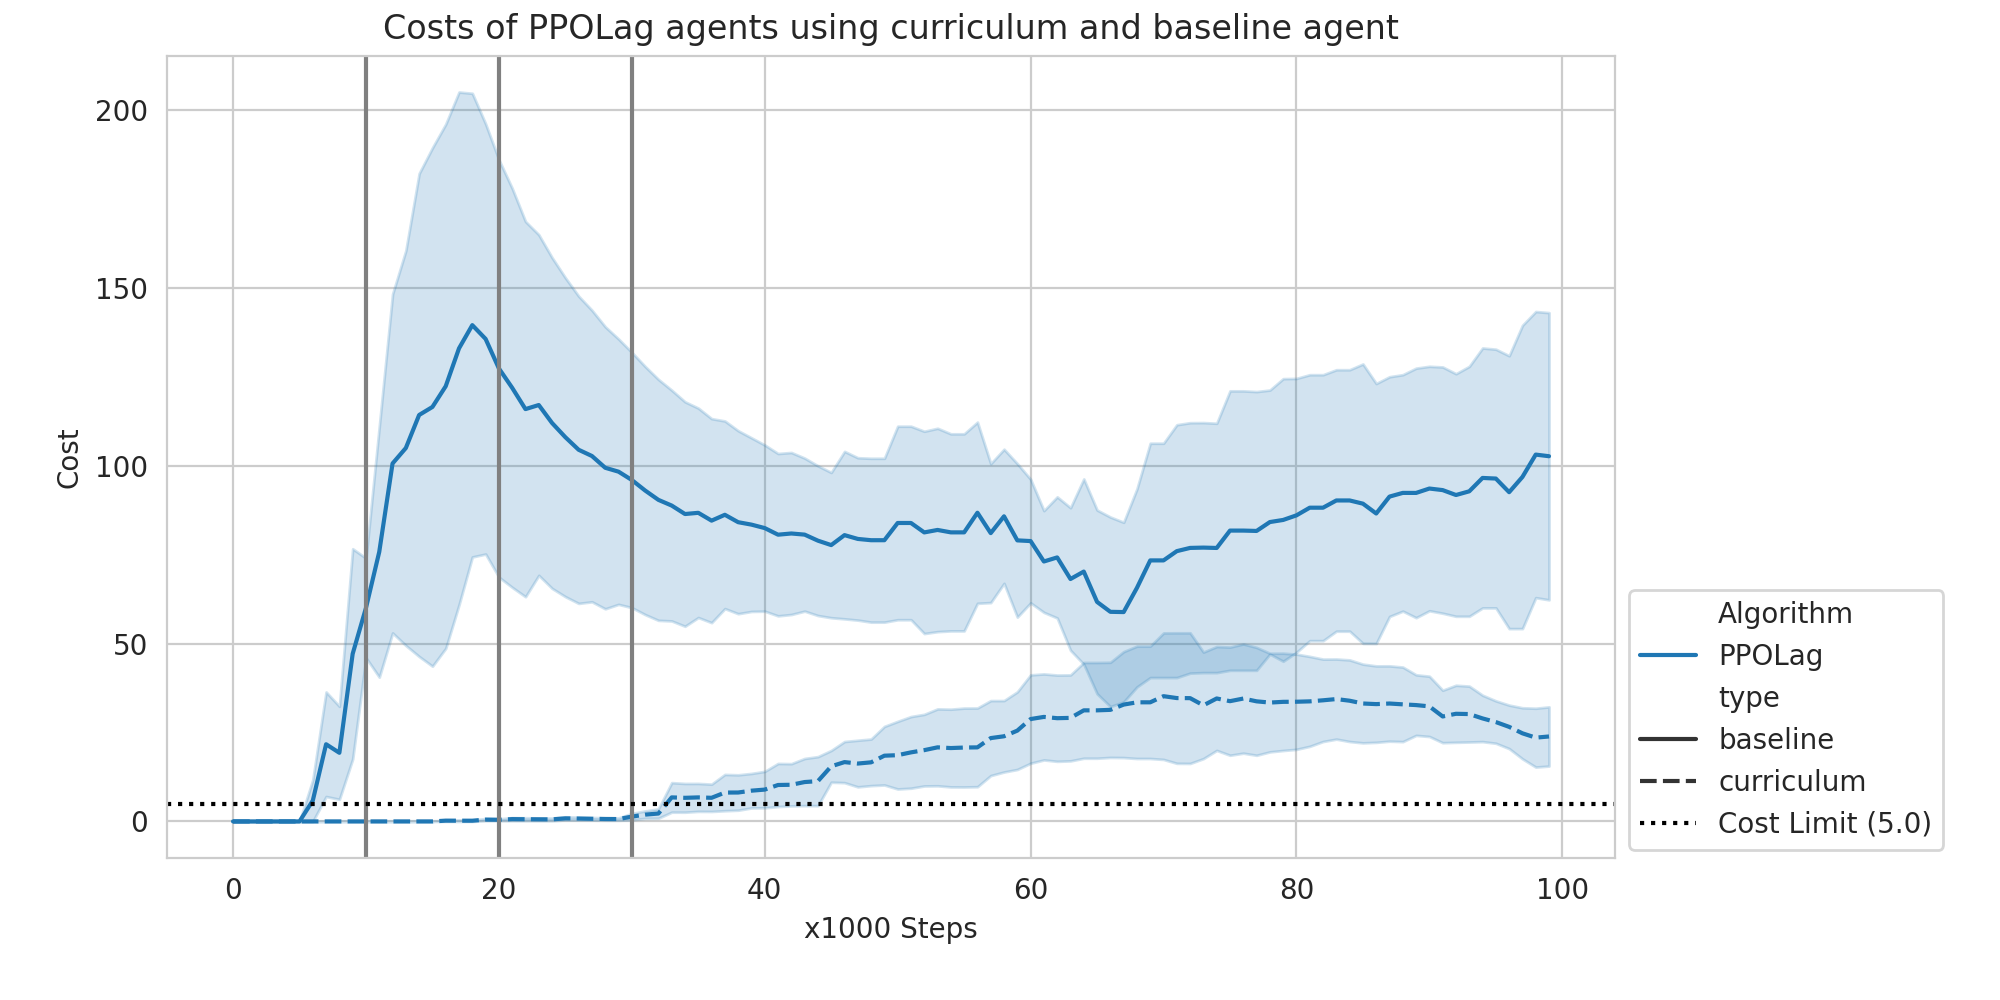 Costs of PPOLag agents using curriculum and baseline agent
200
150
100
50
0
Cost
0 20 40 60 80 100
x1000 Steps
Algorithm
PPOLag
type
baseline
curriculum
Cost Limit (5.0)